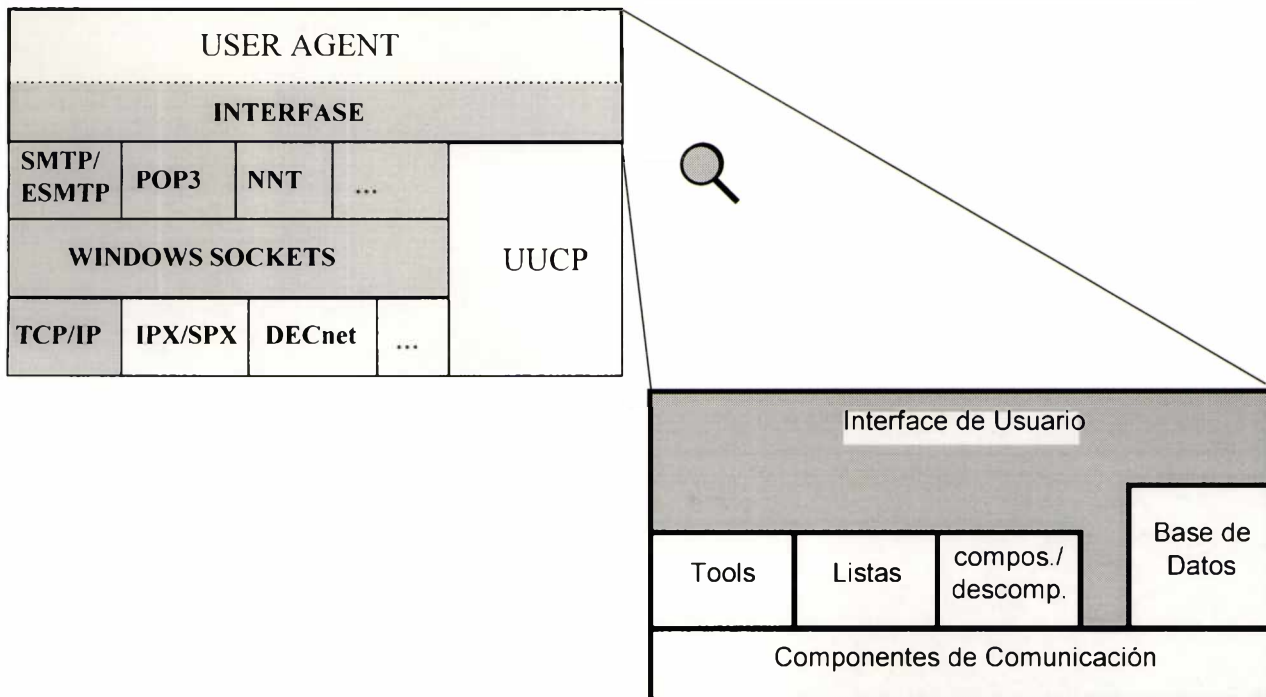 USER AGENT
INTERFASE
SMTP/
ESMTP
POP3
NNT
...
WINDOWS SOCKETS
UUCP
TCP/IP
IPX/SPX
DECnet
...
Interface de Usuario
Tools
Listas
compos./
descomp.
Base de
Datos
Componentes de Comunicación